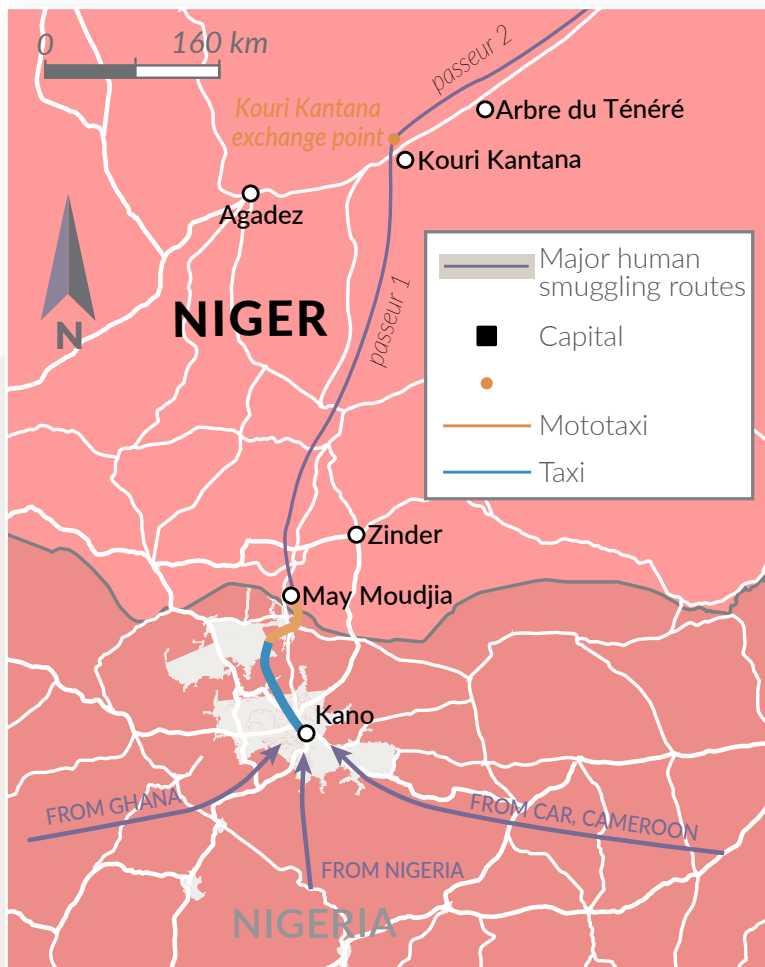 0 160 km
passeur 2
Kouri Kantana
exchange point
Arbre du Ténéré
Kouri Kantana
Agadez
N
NIGER
passeur 1
Major human
smuggling routes
Capital
Mototaxi
Taxi
Zinder
May Moudjia
Kano
FROM GHANA
FROM CAR, CAMEROON
FROM NIGERIA
NIGERIA